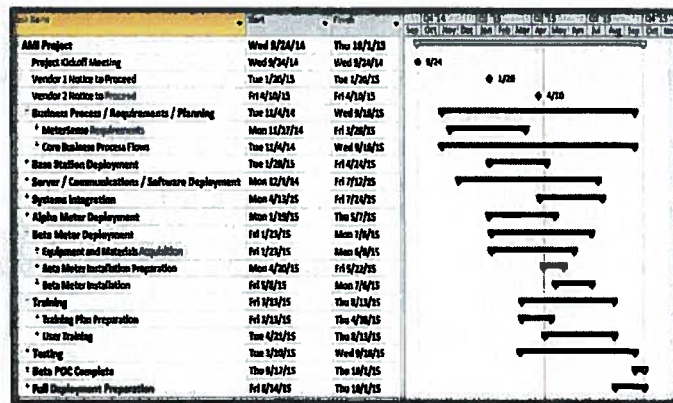 Task Name Start Finish
AMI Project Wed 9/24/14 Thu 10/1/15
Project Kickoff Meeting Wed 9/24/14 Wed 9/24/14 9/24
Vendor 1 Notice to Proceed Tue 1/20/15 Tue 1/20/15 1/20
Vendor 2 Notice to Proceed Fri 4/10/15 Fri 4/10/15 4/10
Business Process / Requirements / Planning Tue 11/4/14 Wed 9/16/15
MeterSense Requirements Mon 11/17/14
Core Business Process Flows Tue 11/4/14 Wed 9/16/15
Base Station Deployment Tue 1/20/15 Fri 4/24/15
Server / Communications / Software Deployment Mon 12/1/14
Systems Integration Mon 4/13/15 Fri 7/24/15
Alpha Meter Deployment Mon 1/19/15 Thu 5/7/15
Beta Meter Deployment Fri 1/23/15 Mon 7/6/15
Equipment and Materials Acquisition Fri 1/23/15 Mon 6/8/15
Beta Meter Installation Preparation Mon 4/20/15 Fri 5/22/15
Beta Meter Installation Fri 5/8/15 Mon 7/6/15
Training Fri 3/13/15 Thu 8/13/15
Training Plan Preparation Fri 3/13/15 Thu 4/30/15
User Training Tue 4/21/15 Thu 8/13/15
Testing Tue 3/10/15 Wed 9/16/15
Beta POC Complete Thu 9/17/15 Thu 10/1/15
Full Deployment Preparation Fri 8/14/15 Thu 10/1/15